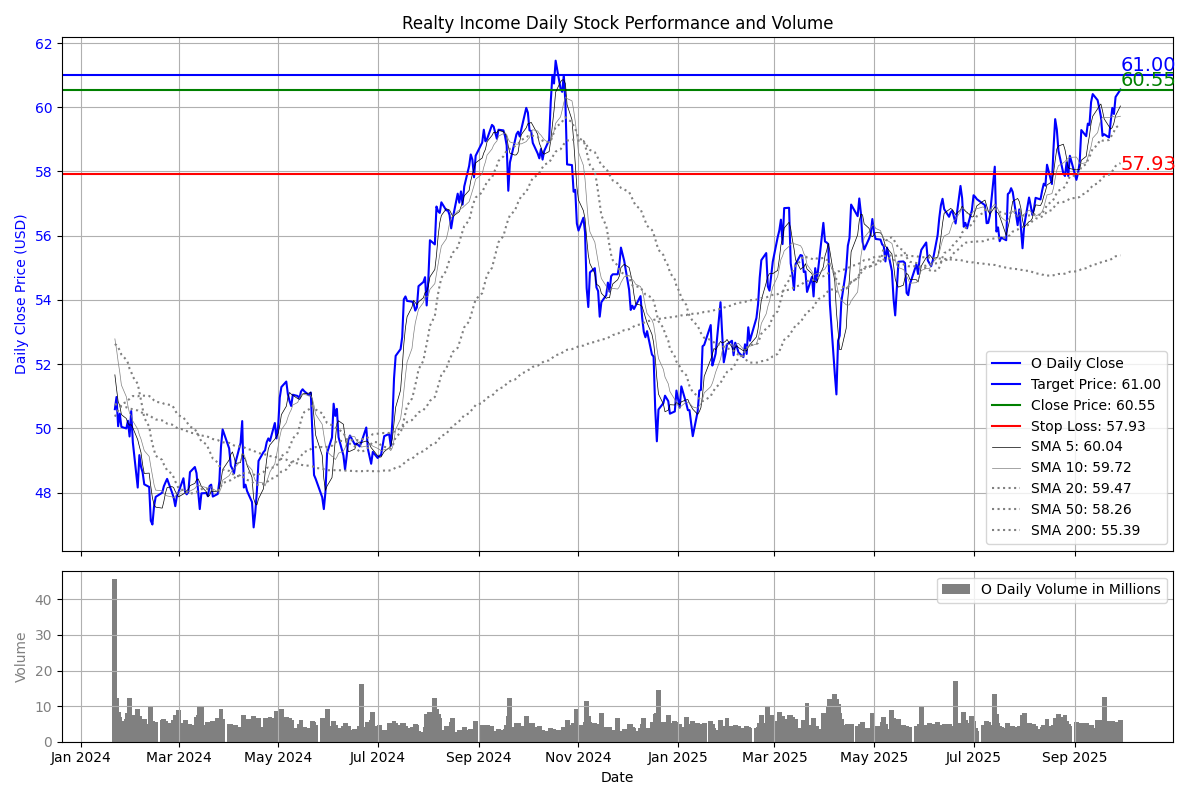 Realty Income Daily Stock Performance and Volume
Daily Close Price (USD)
62
60
58
56
54
52
50
48
61.00
60.55
57.93
O Daily Close
Target Price: 61.00
Close Price: 60.55
Stop Loss: 57.93
SMA 5: 60.04
SMA 10: 59.72
SMA 20: 59.47
SMA 50: 58.26
SMA 200: 55.39
Volume
40
30
20
10
0
O Daily Volume in Millions
Jan 2024 Mar 2024 May 2024 Jul 2024 Sep 2024 Nov 2024 Jan 2025 Mar 2025 May 2025 Jul 2025 Sep 2025
Date